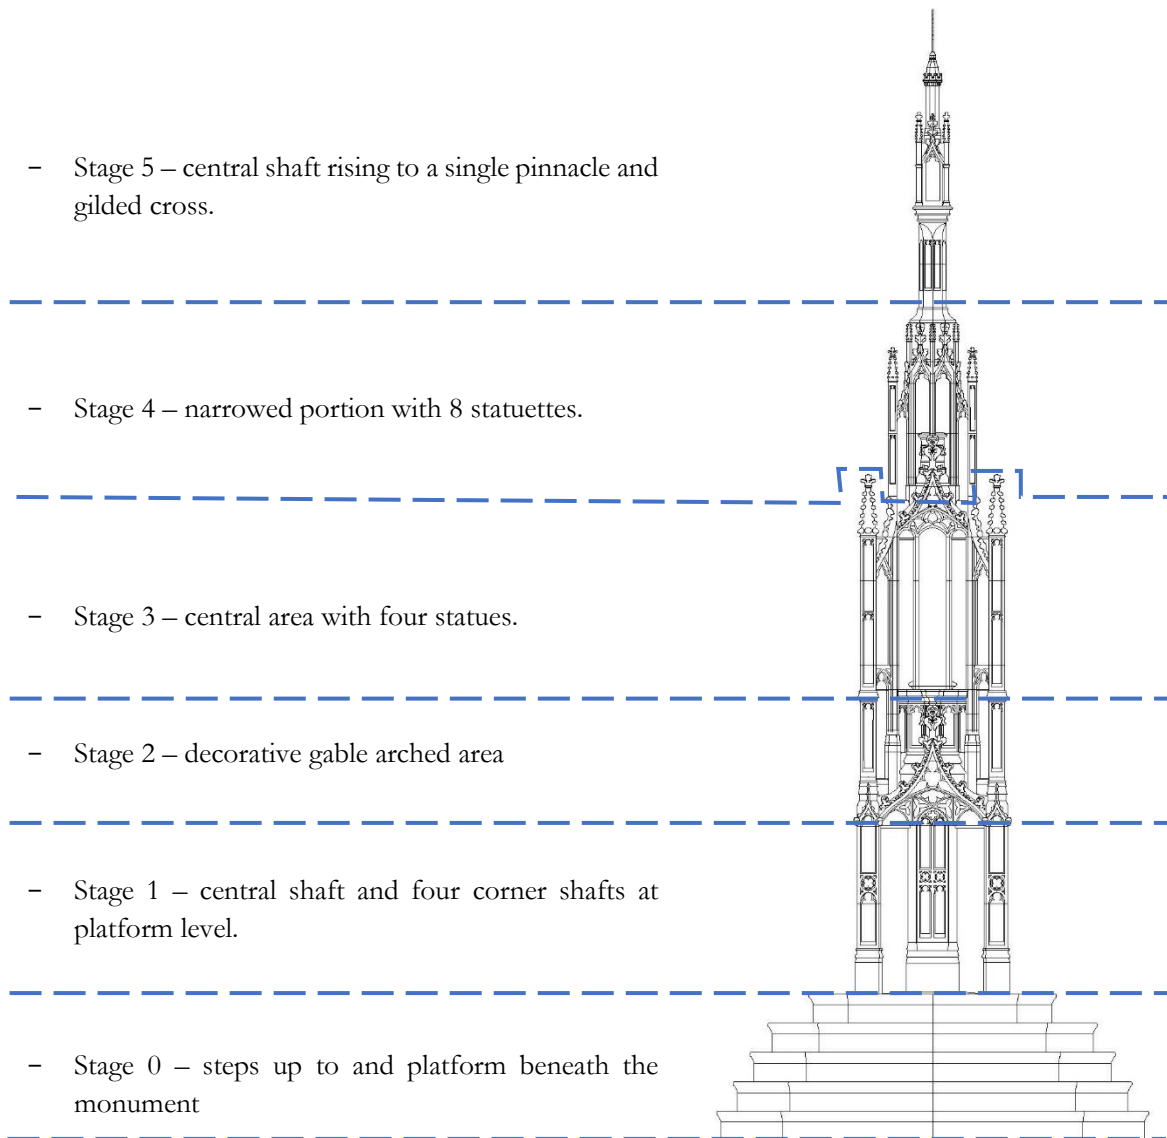 - Stage 5 – central shaft rising to a single pinnacle and
gilded cross.
- Stage 4 – narrowed portion with 8 statuettes.
- Stage 3 – central area with four statues.
- Stage 2 – decorative gable arched area
- Stage 1 – central shaft and four corner shafts at
platform level.
- Stage 0 – steps up to and platform beneath the
monument